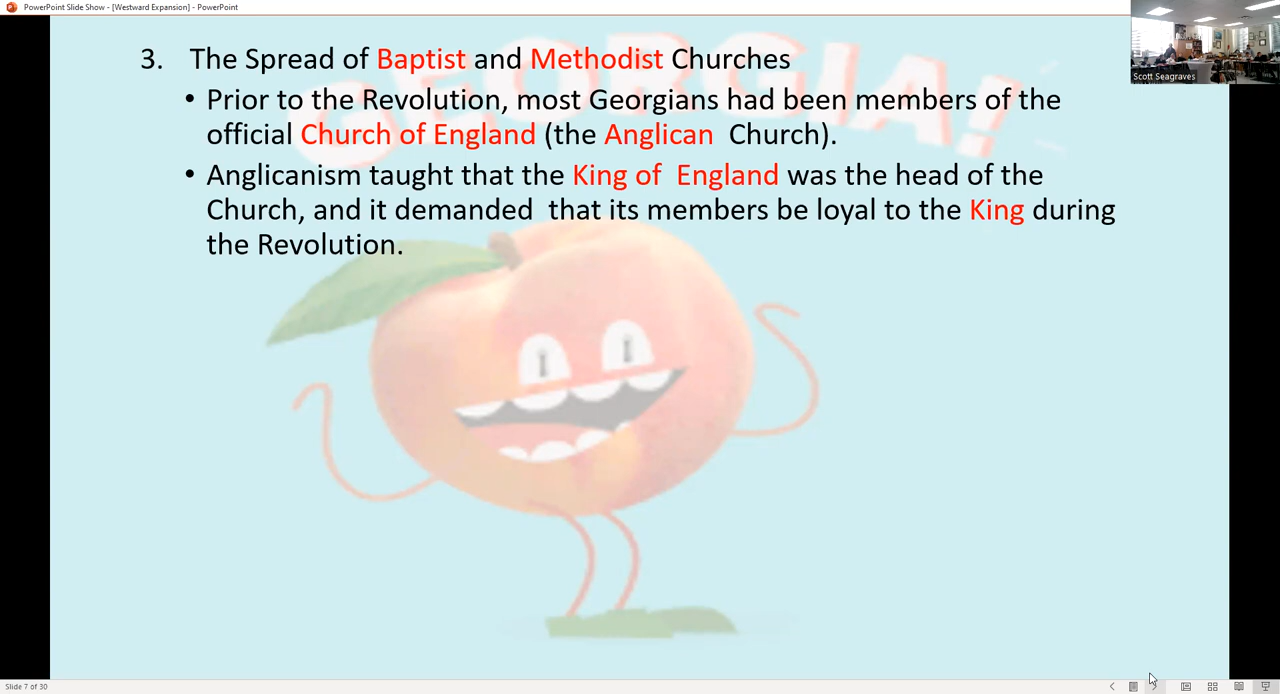 PowerPoint Slide Show - [Westward Expansion] - PowerPoint
Scott Seagraves
GEORGIA!
3. The Spread of Baptist and Methodist Churches
• Prior to the Revolution, most Georgians had been members of the
official Church of England (the Anglican Church).
• Anglicanism taught that the King of England was the head of the
Church, and it demanded that its members be loyal to the King during
the Revolution.
Slide 7 of 30